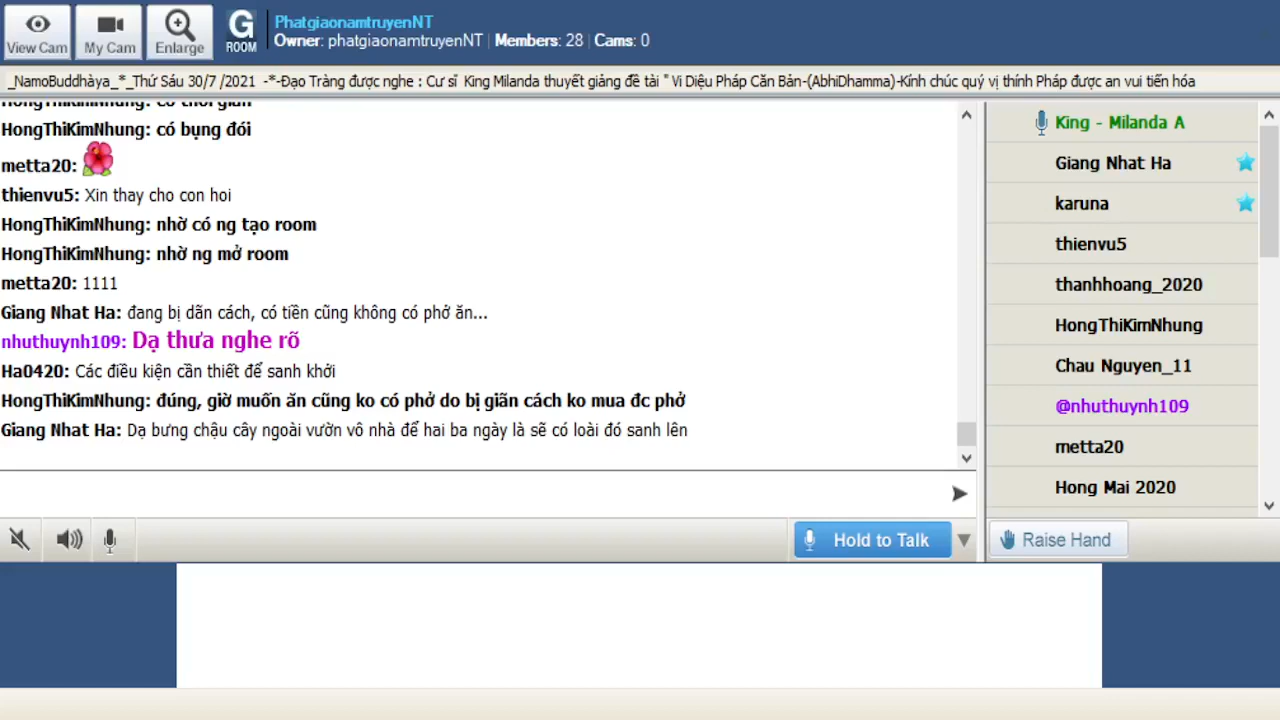 View Cam
My Cam
Enlarge
G
ROOM
PhatgiaonamtruyenNT
Owner: phatgiaonamtruyenNT | Members: 28 | Cams: 0
_NamoBuddhàya_*_Thứ Sáu 30/7 /2021 -*-Đạo Tràng được nghe : Cư sĩ King Milanda thuyết giảng đề tài " Vi Diệu Pháp Căn Bản-(AbhiDhamma)-Kính chúc quý vị thính Pháp được an vui tiến hóa
HongThiKimNhung: có thời gian
HongThiKimNhung: có bụng đói
metta20:
thienvu5: Xin thay cho con hoi
HongThiKimNhung: nhờ có ng tạo room
HongThiKimNhung: nhờ ng mở room
metta20: 1111
Giang Nhat Ha: đang bị dãn cách, có tiền cũng không có phở ăn...
nhuthuynh109: Dạ thưa nghe rõ
Ha0420: Các điều kiện cần thiết để sanh khởi
HongThiKimNhung: đúng, giờ muốn ăn cũng ko có phở do bị giãn cách ko mua đc phở
Giang Nhat Ha: Dạ bưng chậu cây ngoài vườn vô nhà để hai ba ngày là sẽ có loài đó sanh lên
King - Milanda A
Giang Nhat Ha
karuna
thienvu5
thanhhoang_2020
HongThiKimNhung
Chau Nguyen_11
@nhuthuynh109
metta20
Hong Mai 2020
Hold to Talk
Raise Hand